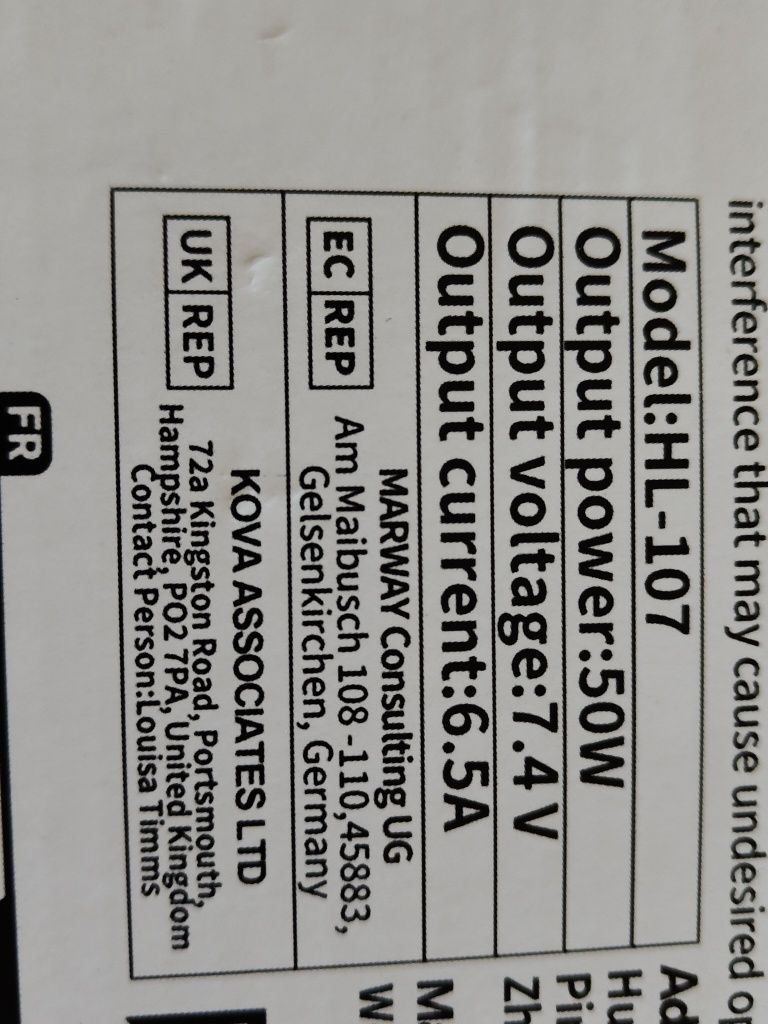 interference that may cause undesired
Model:HL-107
Output power:50W
Output voltage:7.4V
Output current:6.5A
EC REP
MARWAY Consulting UG
Am Maibusch 108-110,45883,
Gelsenkirchen, Germany
UK REP
KOVA ASSOCIATES LTD
72a Kingston Road, Portsmouth,
Hampshire, PO2 7PA, United Kingdom
Contact Person:Louisa Timms
FR